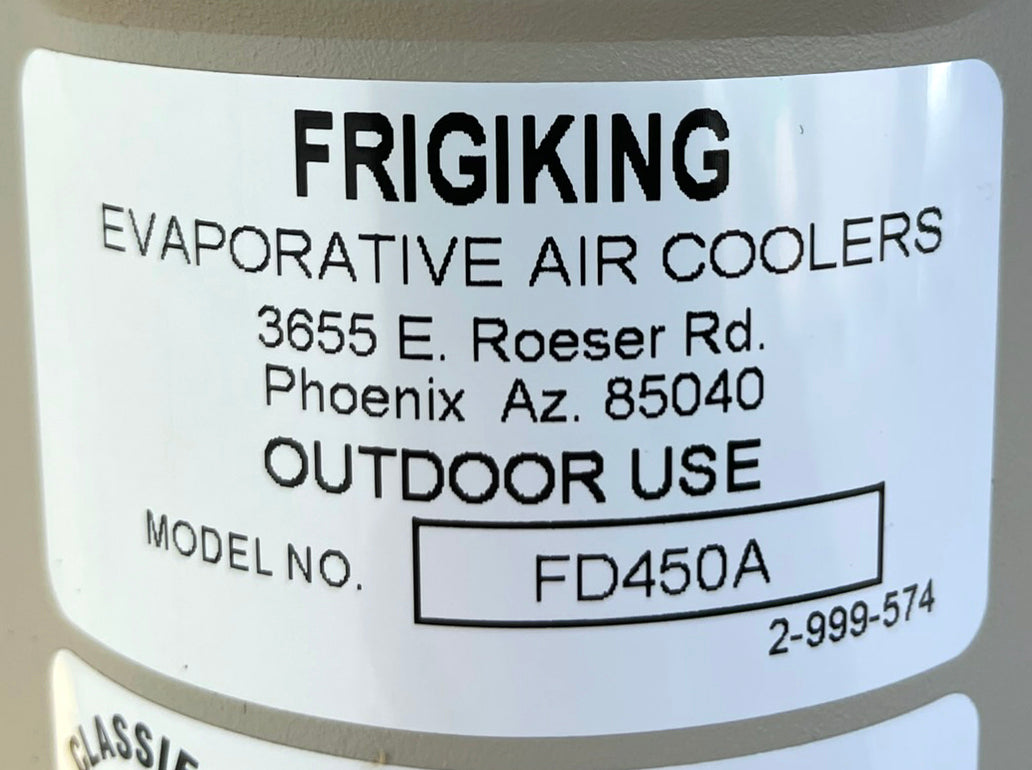 FRIGIKING
EVAPORATIVE AIR COOLERS
3655 E. Roeser Rd.
Phoenix Az. 85040
OUTDOOR USE
MODEL NO. FD450A
2-999-574